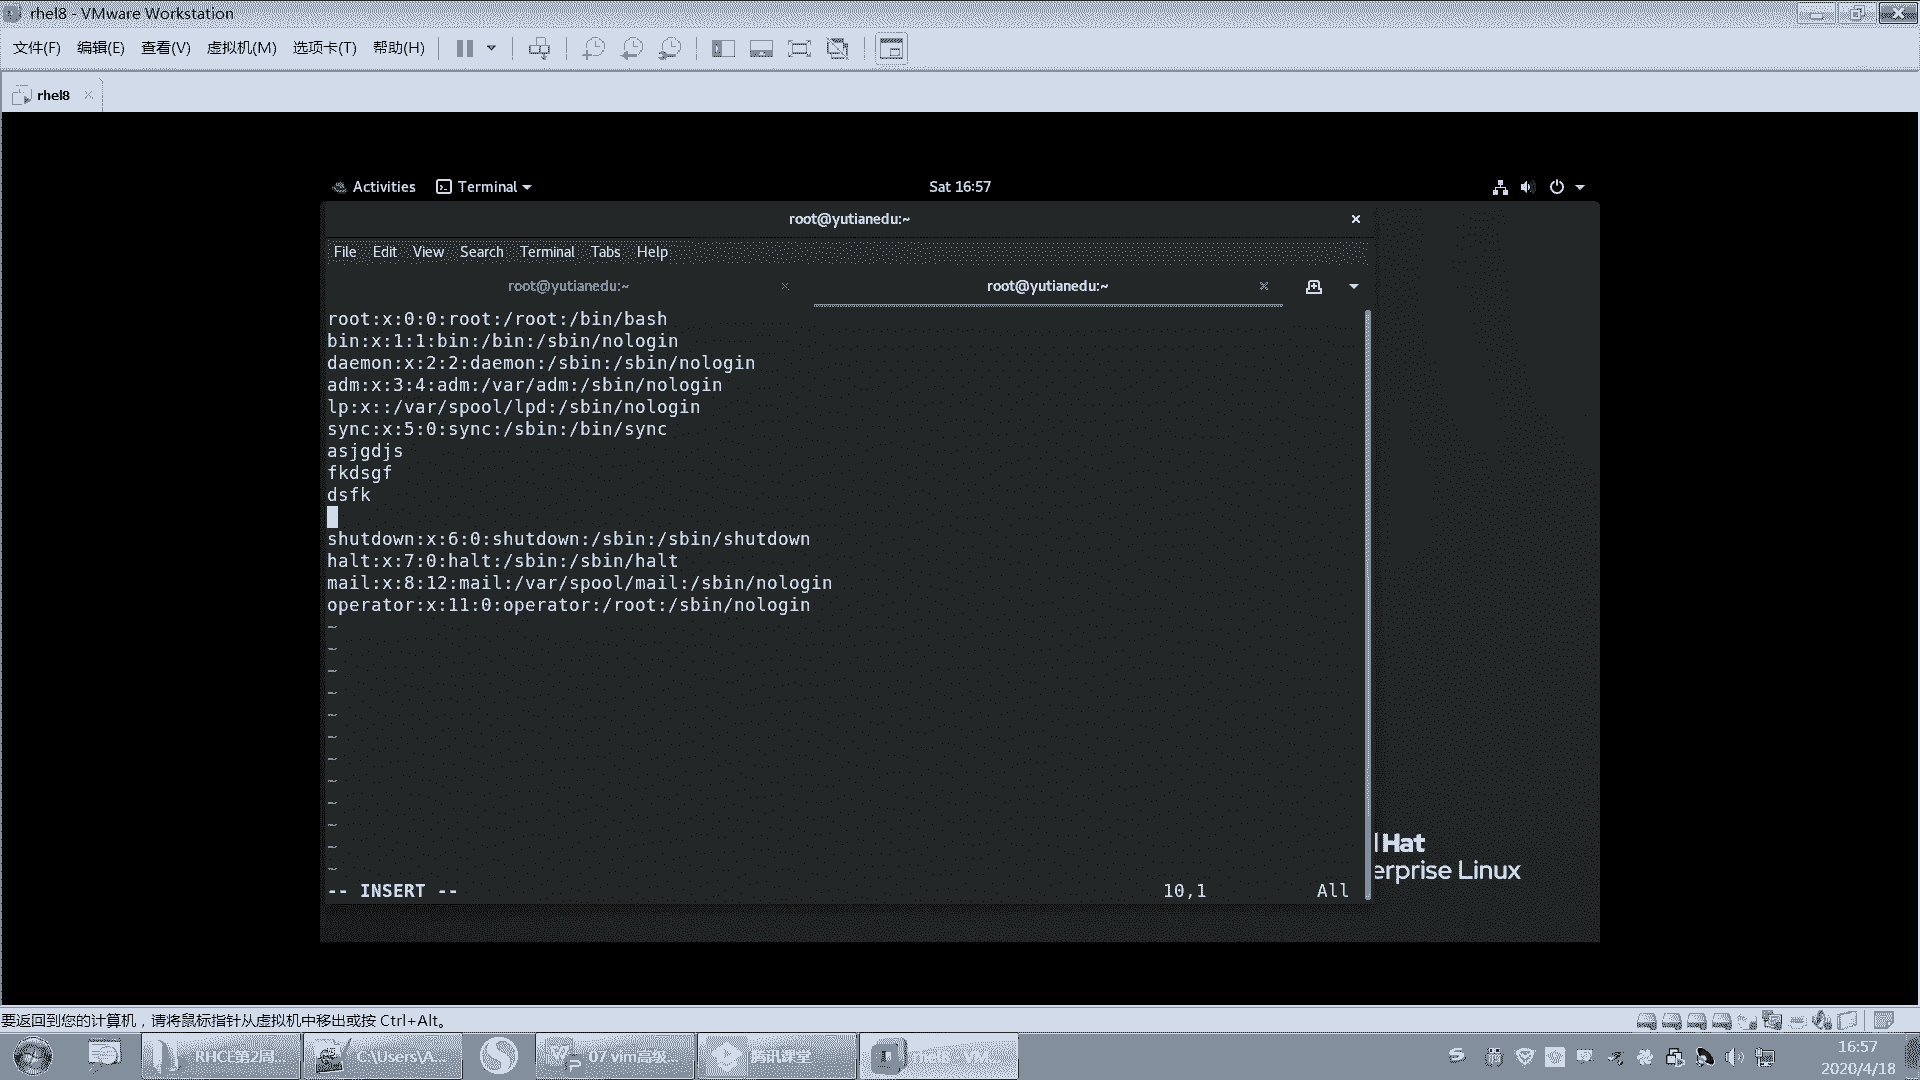 rhel8 - VMware Workstation
文件(F) 编辑(E) 查看(V) 虚拟机(M) 选项卡(T) 帮助(H)
rhel8
Activities Terminal Sat 16:57
root@yutianedu:~
File Edit View Search Terminal Tabs Help
root@yutianedu:~ root@yutianedu:~
root:x:0:0:root:/root:/bin/bash
bin:x:1:1:bin:/bin:/sbin/nologin
daemon:x:2:2:daemon:/sbin:/sbin/nologin
adm:x:3:4:adm:/var/adm:/sbin/nologin
lp:x::/var/spool/lpd:/sbin/nologin
sync:x:5:0:sync:/sbin:/bin/sync
asjgdjs
fkdsgf
dsfk
shutdown:x:6:0:shutdown:/sbin:/sbin/shutdown
halt:x:7:0:halt:/sbin:/sbin/halt
mail:x:8:12:mail:/var/spool/mail:/sbin/nologin
operator:x:11:0:operator:/root:/sbin/nologin
~
~
~
~
~
~
~
~
~
~
~
~
Hat
erprise Linux
-- INSERT -- 10,1 All
要返回到您的计算机，请将鼠标指针从虚拟机中移出或按 Ctrl+Alt。
RHCE第2周... C:\Users\A... 07 vim高级... 腾讯课堂 rhel8 - VM... 16:57
2020/4/18